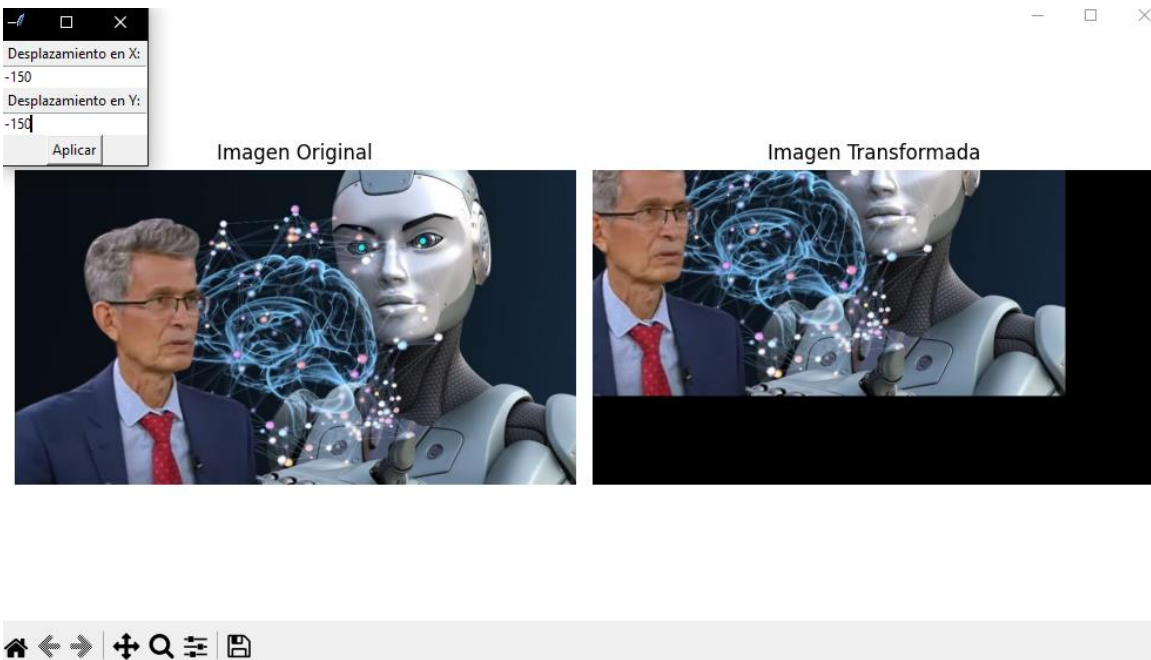 Desplazamiento en X:
-150
Desplazamiento en Y:
-150
Aplicar
Imagen Original
Imagen Transformada